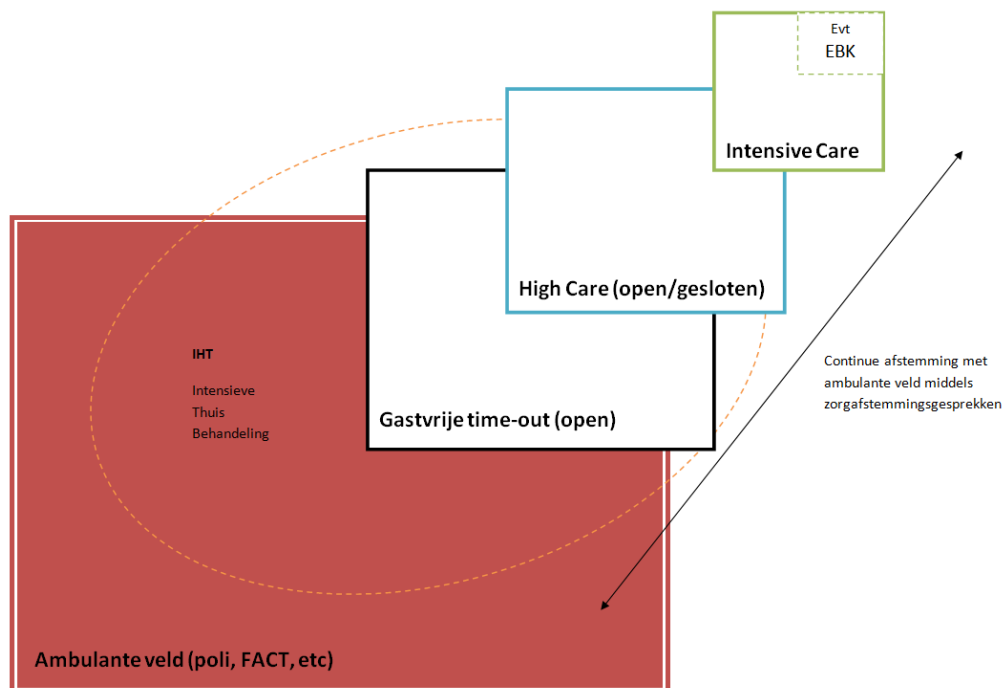 Evt
EBK
Intensive Care
High Care (open/gesloten)
IHT
Intensieve
Thuis
Behandeling
Continue afstemming met
ambulante veld middels
zorgafstemmingsgesprekken
Gastvrije time-out (open)
Ambulante veld (poli, FACT, etc)